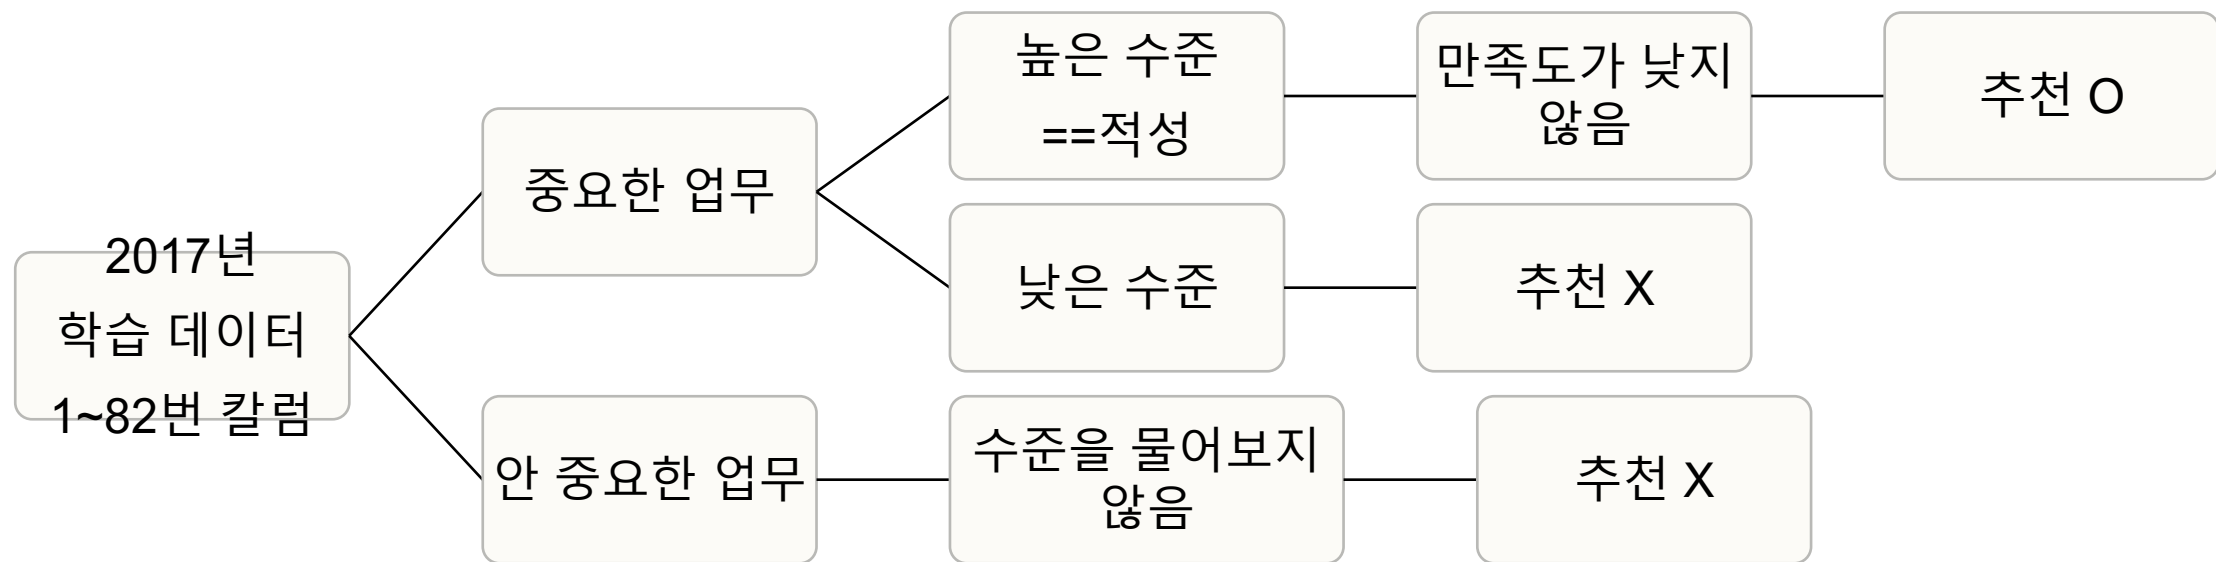 2017년
학습 데이터
1~82번 칼럼
중요한 업무
높은 수준
==적성
만족도가 낮지
않음
추천 O
낮은 수준
추천 X
안 중요한 업무
수준을 물어보지
않음
추천 X